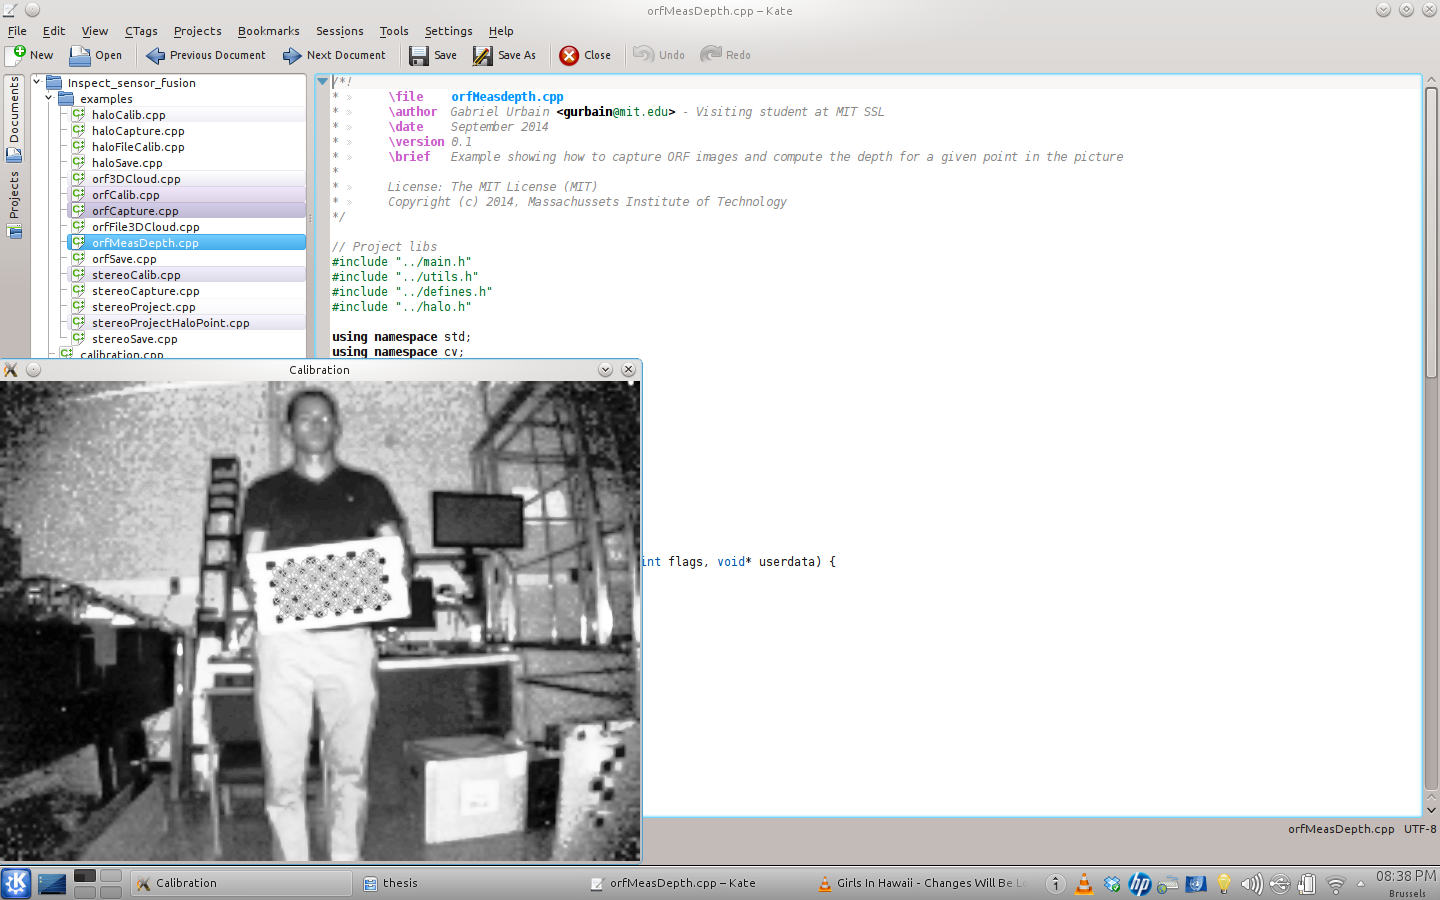 orfMeasDepth.cpp – Kate
File Edit View CTags Projects Bookmarks Sessions Tools Settings Help
New Open Previous Document Next Document Save Save As Close Undo Redo
Documents
Projects
Inspect_sensor_fusion
examples
haloCalib.cpp
haloCapture.cpp
haloFileCalib.cpp
haloSave.cpp
orf3DCloud.cpp
orfCalib.cpp
orfCapture.cpp
orfFile3DCloud.cpp
orfMeasDepth.cpp
orfSave.cpp
stereoCalib.cpp
stereoCapture.cpp
stereoProject.cpp
stereoProjectHaloPoint.cpp
stereoSave.cpp
calibration.cpp
/*!
* » \file orfMeasdepth.cpp
* » \author Gabriel Urbain <gurbain@mit.edu> - Visiting student at MIT SSL
* » \date September 2014
* » \version 0.1
* » \brief Example showing how to capture ORF images and compute the depth for a given point in the picture
*
* » License: The MIT License (MIT)
* » Copyright (c) 2014, Massachussets Institute of Technology
*/
// Project libs
#include "../main.h"
#include "../utils.h"
#include "../defines.h"
#include "../halo.h"
using namespace std;
using namespace cv;
int flags, void* userdata) {
Calibration
orfMeasDepth.cpp UTF-8
Calibration
thesis
orfMeasDepth.cpp – Kate
Girls In Hawaii - Changes Will Be
1
08:38 PM
Brussels